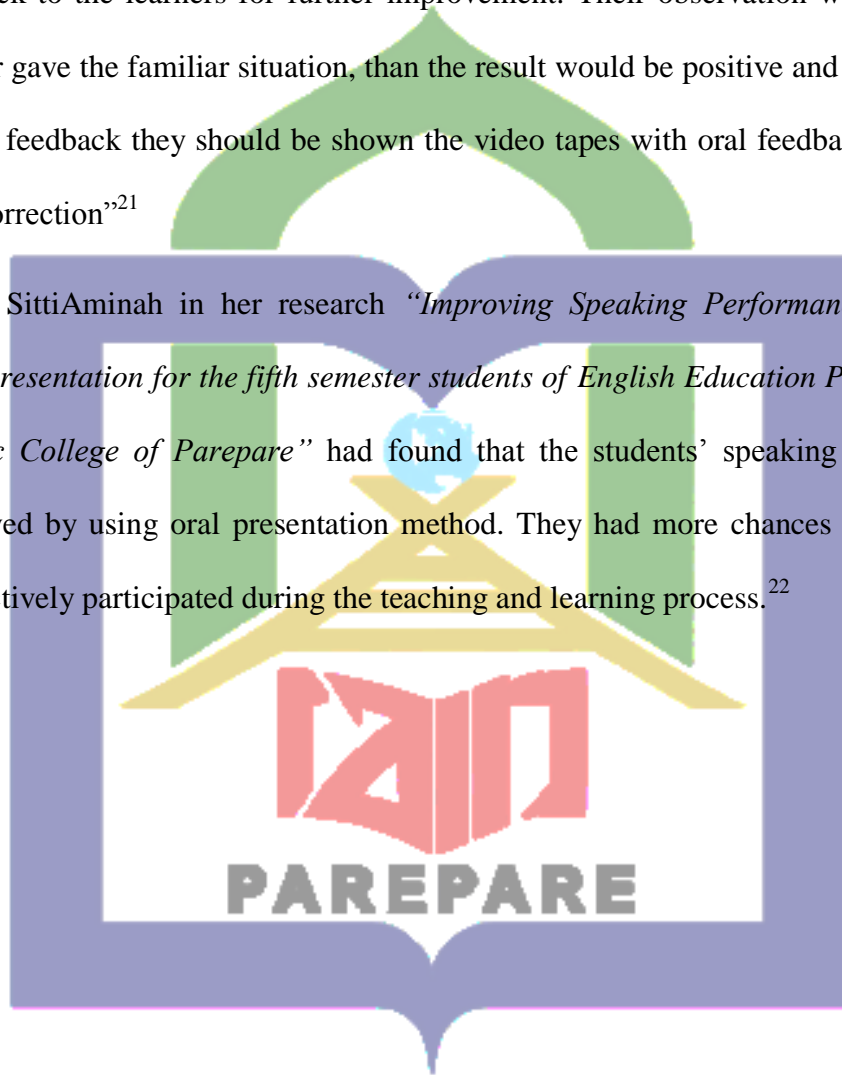 ck to the learners for further improvement. Their observation w
r gave the familiar situation, than the result would be positive and
feedback they should be shown the video tapes with oral feedba
orrection”21
SittiAminah in her research “Improving Speaking Performan
resentation for the fifth semester students of English Education P
c College of Parepare” had found that the students’ speaking
ved by using oral presentation method. They had more chances
ctively participated during the teaching and learning process.22
iain
PAREPARE